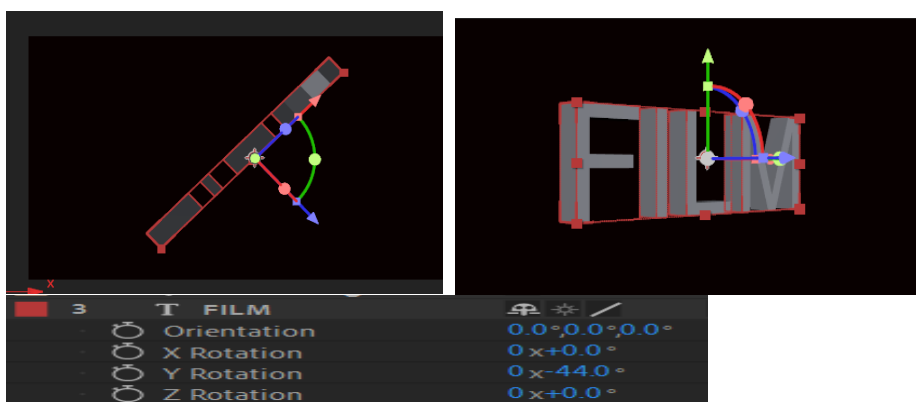 FILM
X
3 T FILM
Orientation 0.0°,0.0°,0.0°
X Rotation 0x+0.0°
Y Rotation 0x-44.0°
Z Rotation 0x+0.0°